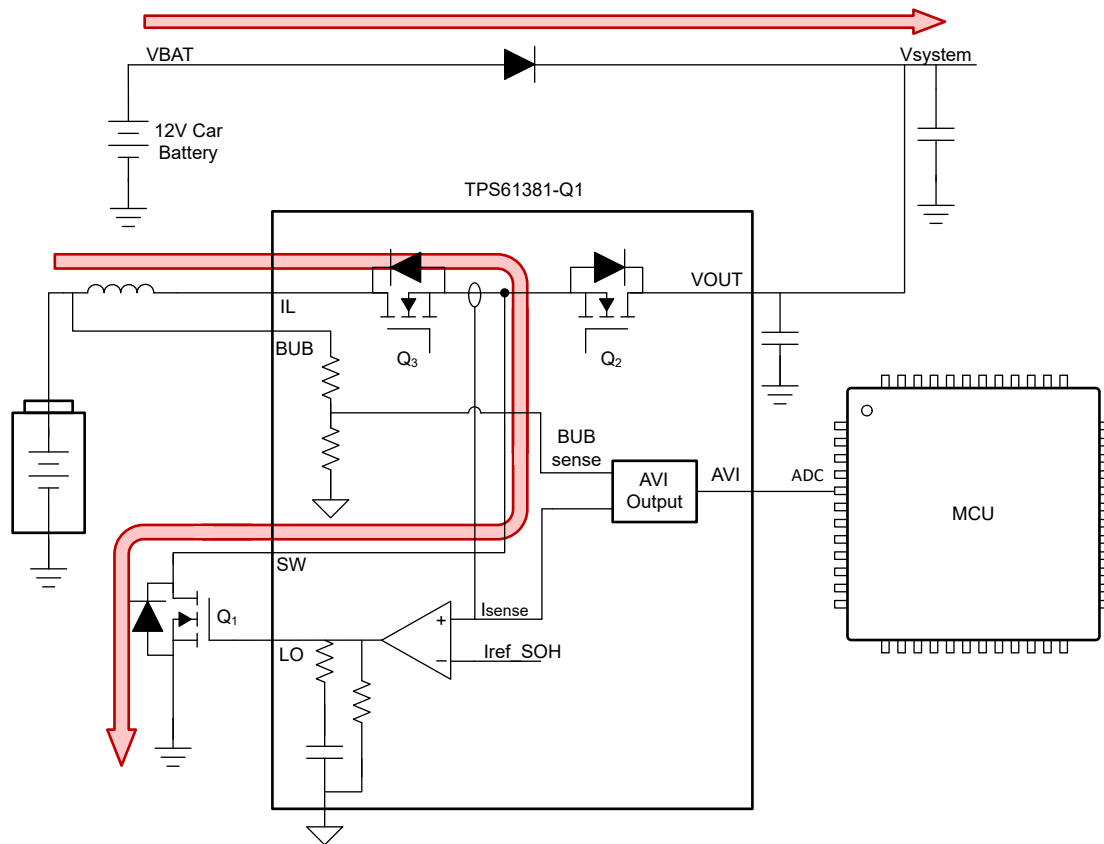 VBAT
Vsystem
12V Car
Battery
TPS61381-Q1
VOUT
IL
BUB
Q3
Q2
BUB
sense
AVI
Output
AVI
ADC
MCU
SW
Q1
Isense
Iref_SOH
LO
+
−